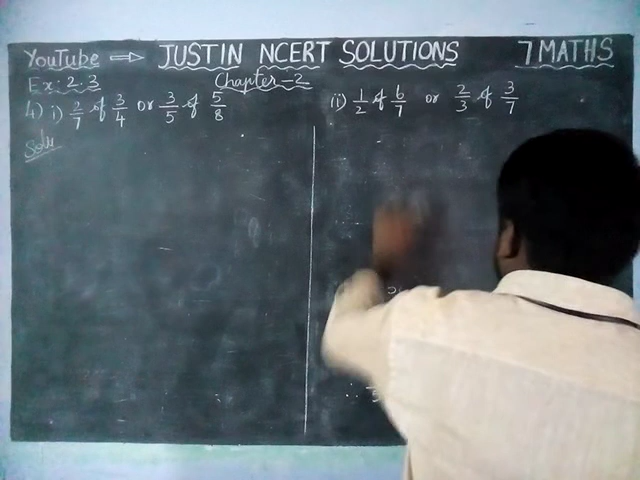 YouTube ⇒ JUSTIN NCERT SOLUTIONS 7 MATHS
Ex: 2.3 Chapter-2
4) i) 2/7 of 3/4 or 3/5 of 5/8 ii) 1/2 of 6/7 or 2/3 of 3/7
Soln